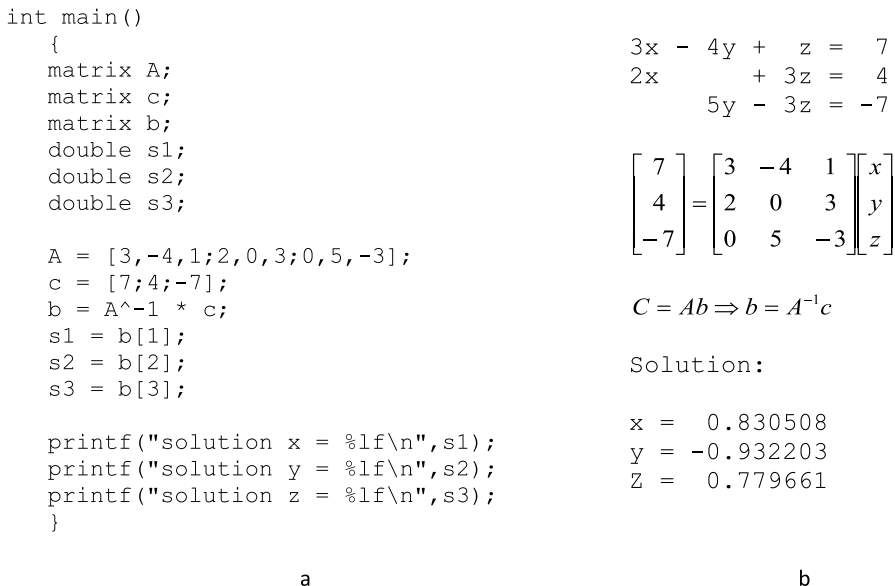 int main()
{
matrix A;
matrix c;
matrix b;
double s1;
double s2;
double s3;
A = [3,-4,1;2,0,3;0,5,-3];
c = [7;4;-7];
b = A^-1 * c;
s1 = b[1];
s2 = b[2];
s3 = b[3];
printf("solution x = %lf\n",s1);
printf("solution y = %lf\n",s2);
printf("solution z = %lf\n",s3);
}
a
3x - 4y + z = 7
2x + 3z = 4
5y - 3z = -7
[7] [3 -4 1][x]
[4] = [2 0 3][y]
[-7] [0 5 -3][z]
C = Ab ⇒ b = A⁻¹c
Solution:
x = 0.830508
y = -0.932203
Z = 0.779661
b